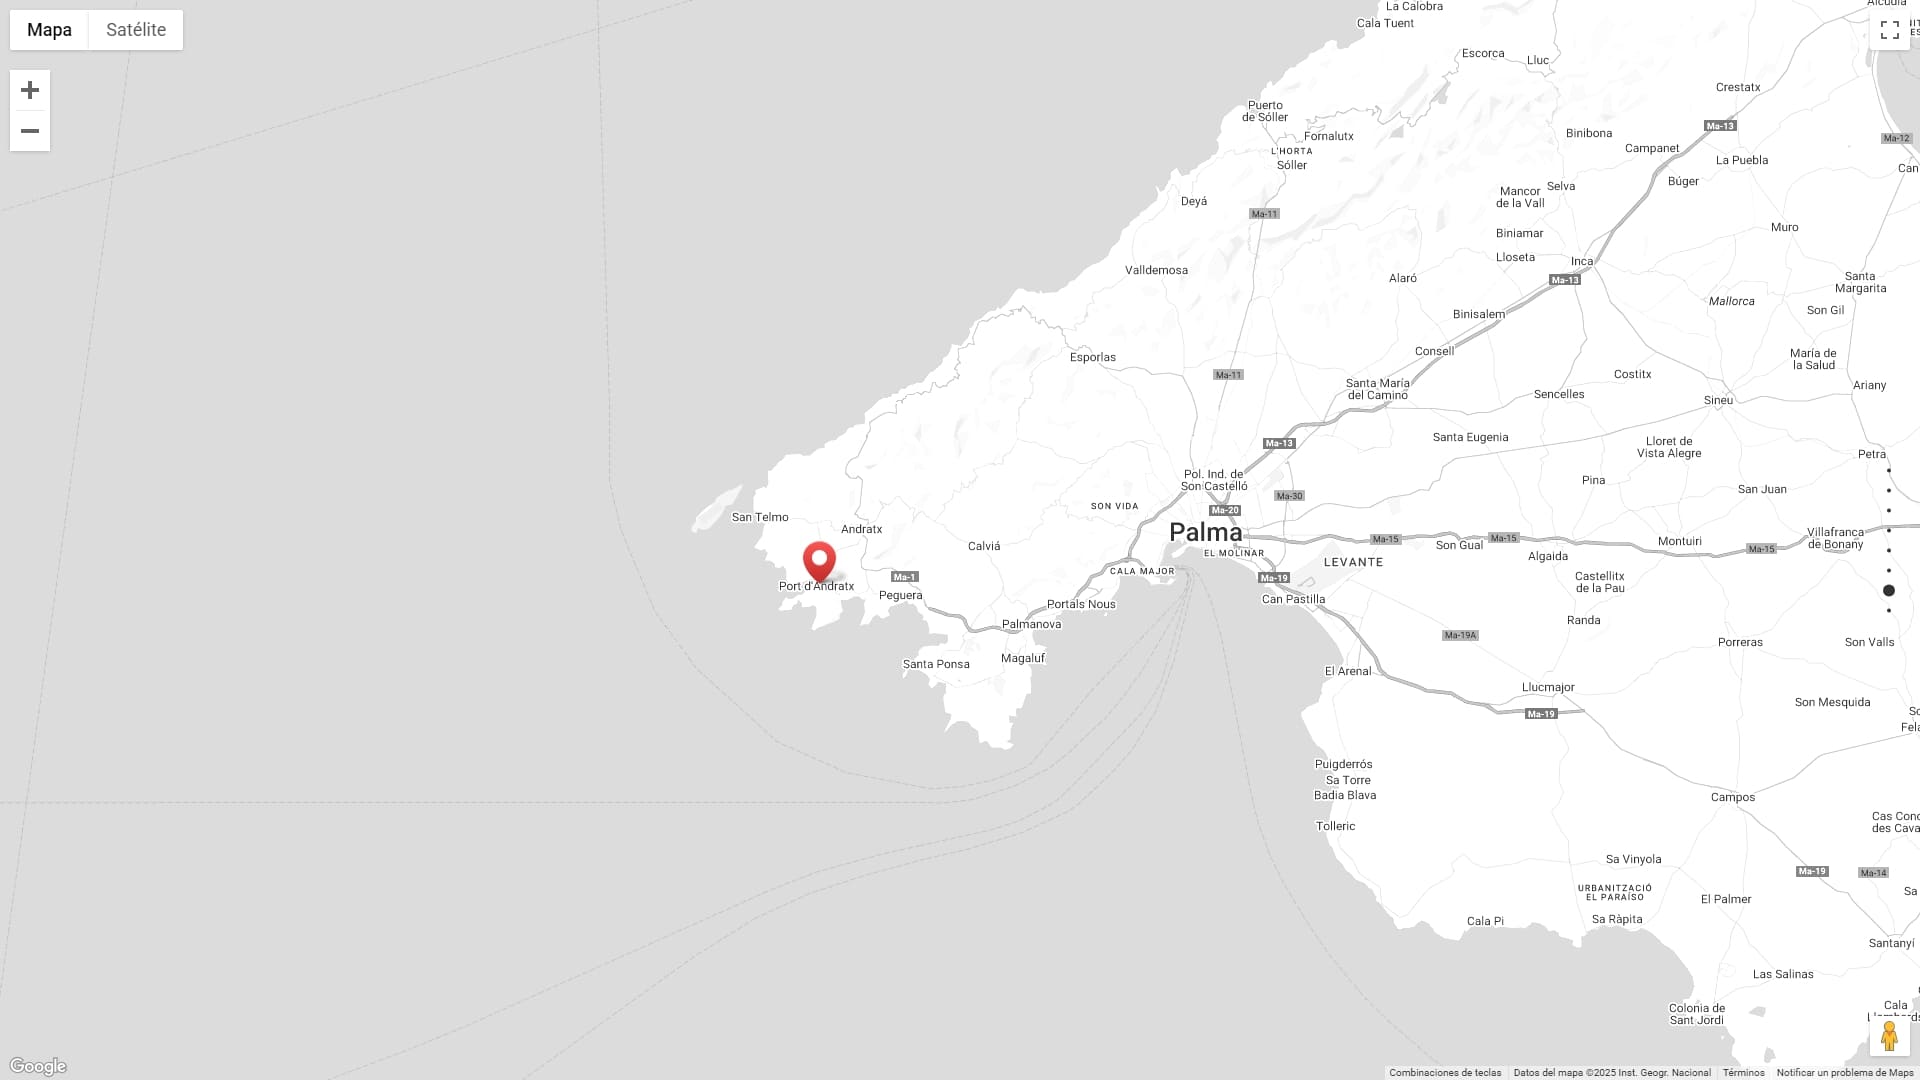 Mapa
Satélite
La Calobra
Cala Tuent
Escorca
Lluc
Alcudia
Crestatx
Puerto
de Sóller
Fornalutx
L'HORTA
Sóller
Ma-13
Binibona
Campanet
La Puebla
Ma-12
Can
Búger
Selva
Mancor
de la Vall
Deyá
Ma-11
Muro
Biniamar
Lloseta
Inca
Valldemosa
Alaró
Ma-13
Santa
Margarita
Mallorca
Son Gil
Binisalem
Consell
Esporlas
María de
la Salud
Ma-11
Costitx
Santa María
del Camino
Ariany
Sencelles
Sineu
Santa Eugenia
Ma-13
Lloret de
Vista Alegre
Petra
Pol. Ind. de
Son Castelló
Pina
San Juan
Ma-30
SON VIDA
Ma-20
San Telmo
Andratx
Palma
Villafranca
de Bonany
Ma-15
Ma-15
Son Gual
Montuiri
Ma-15
Calviá
EL MOLINAR
Algaida
LEVANTE
CALA MAJOR
Ma-1
Ma-19
Castellitx
de la Pau
Port d'Andratx
Peguera
Can Pastilla
Portals Nous
Palmanova
Randa
Ma-19A
Porreras
Son Valls
Santa Ponsa
Magaluf
El Arenal
Llucmajor
Son Mesquida
Ma-19
Fela
Puigderrós
Sa Torre
Badia Blava
Campos
Tolleric
Cas Conc
des Cava
Sa Vinyola
Ma-19
Ma-14
URBANITZACIÓ
EL PARAÍSO
Sa
El Palmer
Cala Pi
Sa Ràpita
Santanyí
Las Salinas
Colonia de
Sant Jordi
Cala
Google
Combinaciones de teclas
Datos del mapa ©2025 Inst. Geogr. Nacional
Términos
Notificar un problema de Maps